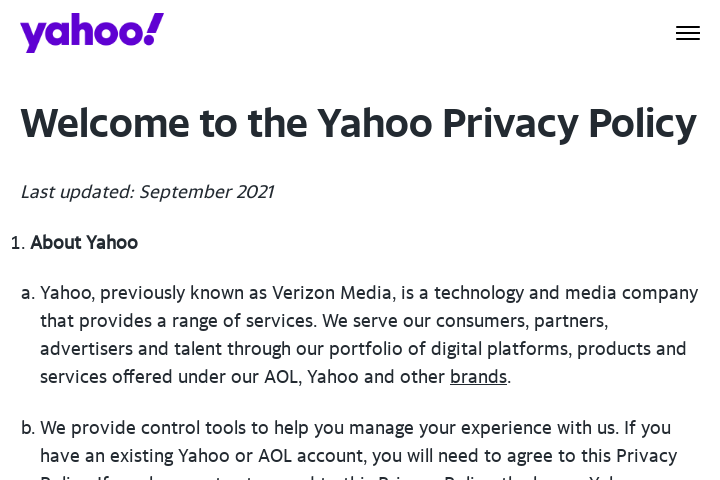 yahoo!
Welcome to the Yahoo Privacy Policy
Last updated: September 2021
1. About Yahoo
a. Yahoo, previously known as Verizon Media, is a technology and media company
that provides a range of services. We serve our consumers, partners,
advertisers and talent through our portfolio of digital platforms, products and
services offered under our AOL, Yahoo and other brands.
b. We provide control tools to help you manage your experience with us. If you
have an existing Yahoo or AOL account, you will need to agree to this Privacy